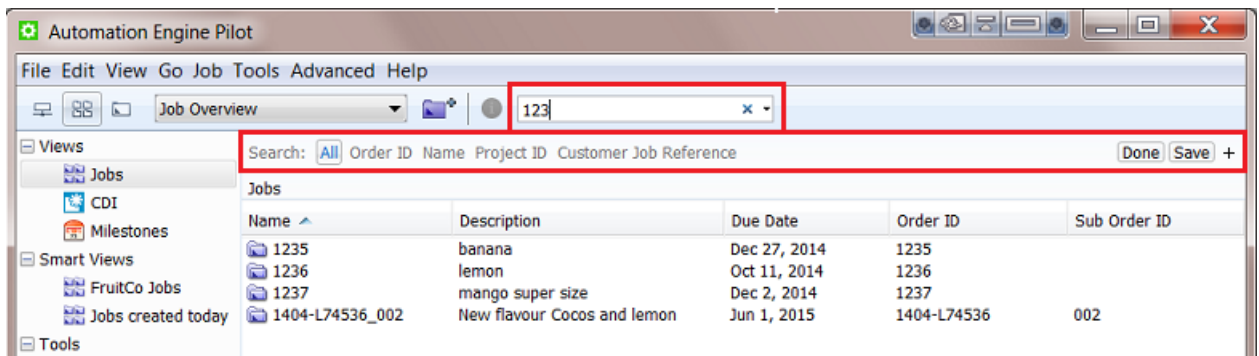 Automation Engine Pilot
File Edit View Go Job Tools Advanced Help
Job Overview 123
Views
Jobs
CDI
Milestones
Smart Views
FruitCo Jobs
Jobs created today
Tools
Search: All Order ID Name Project ID Customer Job Reference Done Save +
Jobs
Name Description Due Date Order ID Sub Order ID
1235 banana Dec 27, 2014 1235
1236 lemon Oct 11, 2014 1236
1237 mango super size Dec 2, 2014 1237
1404-L74536_002 New flavour Cocos and lemon Jun 1, 2015 1404-L74536 002